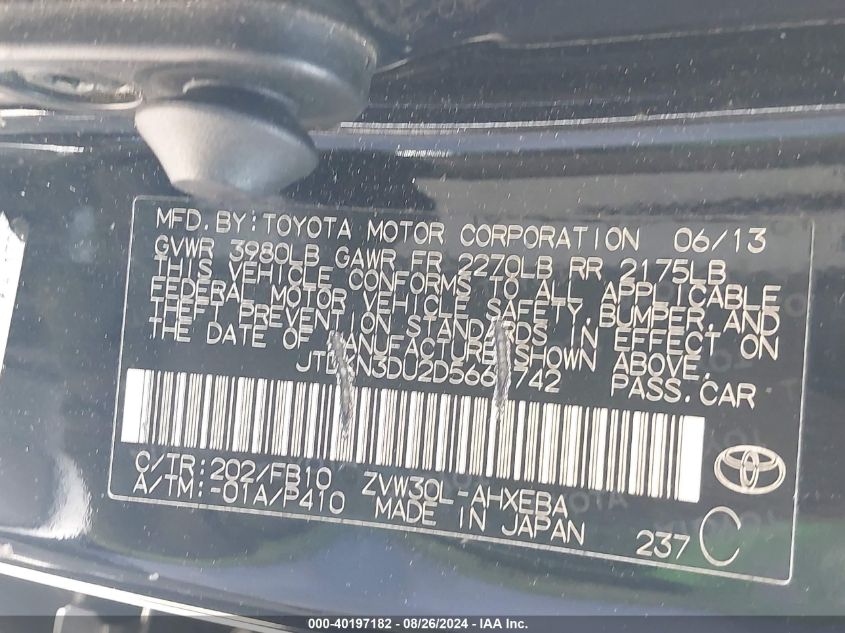 MFD. BY: TOYOTA MOTOR CORPORATION 06/13
GVWR 3980LB GAWR FR 2270LB RR 2175LB
THIS VEHICLE CONFORMS TO ALL APPLICABLE
FEDERAL MOTOR VEHICLE SAFETY, BUMPER, AND
THEFT PREVENTION STANDARDS IN EFFECT ON
THE DATE OF MANUFACTURE SHOWN ABOVE.
PASS. CAR
C/TR: 202/FB10 ZVW30L-AHXEBA
A/TM: -01A/P410 MADE IN JAPAN 237 C
000-40197182 - 08/26/2024 - IAA Inc.